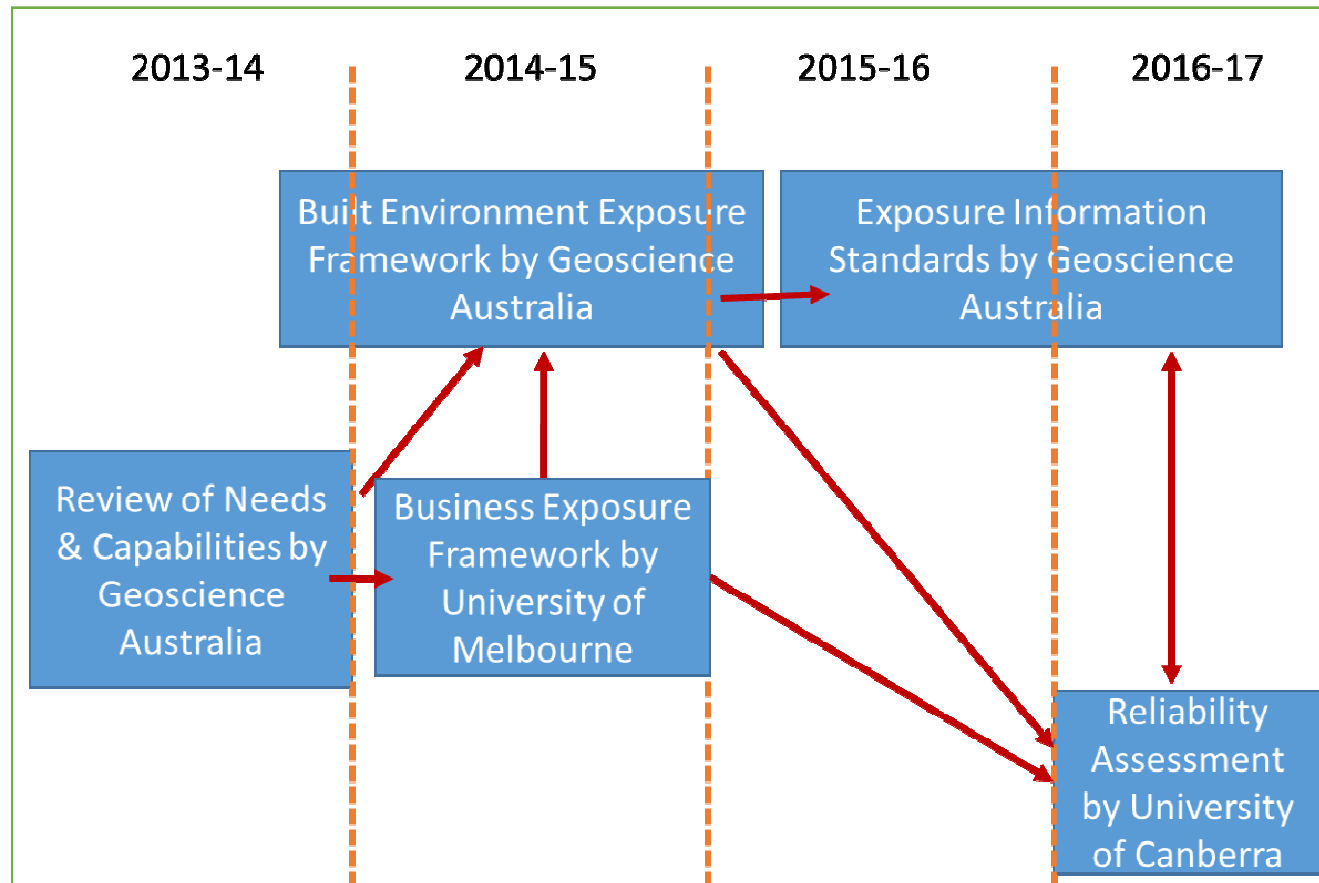 2013-14
2014-15
2015-16
2016-17
Built Environment Exposure
Framework by Geoscience
Australia
Exposure Information
Standards by Geoscience
Australia
Review of Needs
& Capabilities by
Geoscience
Australia
Business Exposure
Framework by
University of
Melbourne
Reliability
Assessment
by University
of Canberra